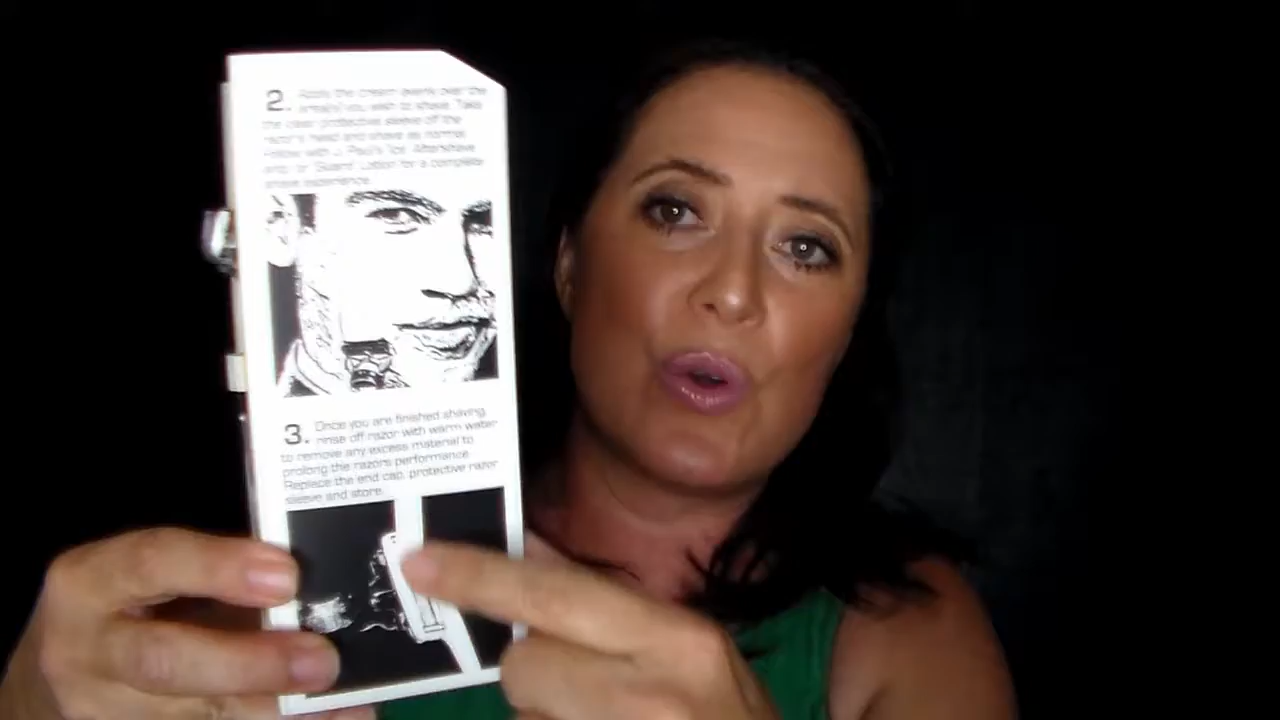 2. Apply the cream evenly over the
area(s) you wish to shave. Take
the clear protective sleeve off the
razor's head and shave as normal.
Follow with J. Paul's 'Ice' Aftershave
and/or 'Guard' Lotion for a complete
shave experience.
3. Once you are finished shaving,
rinse off razor with warm water
to remove any excess material to
prolong the razors performance.
Replace the end cap, protective razor
sleeve and store.